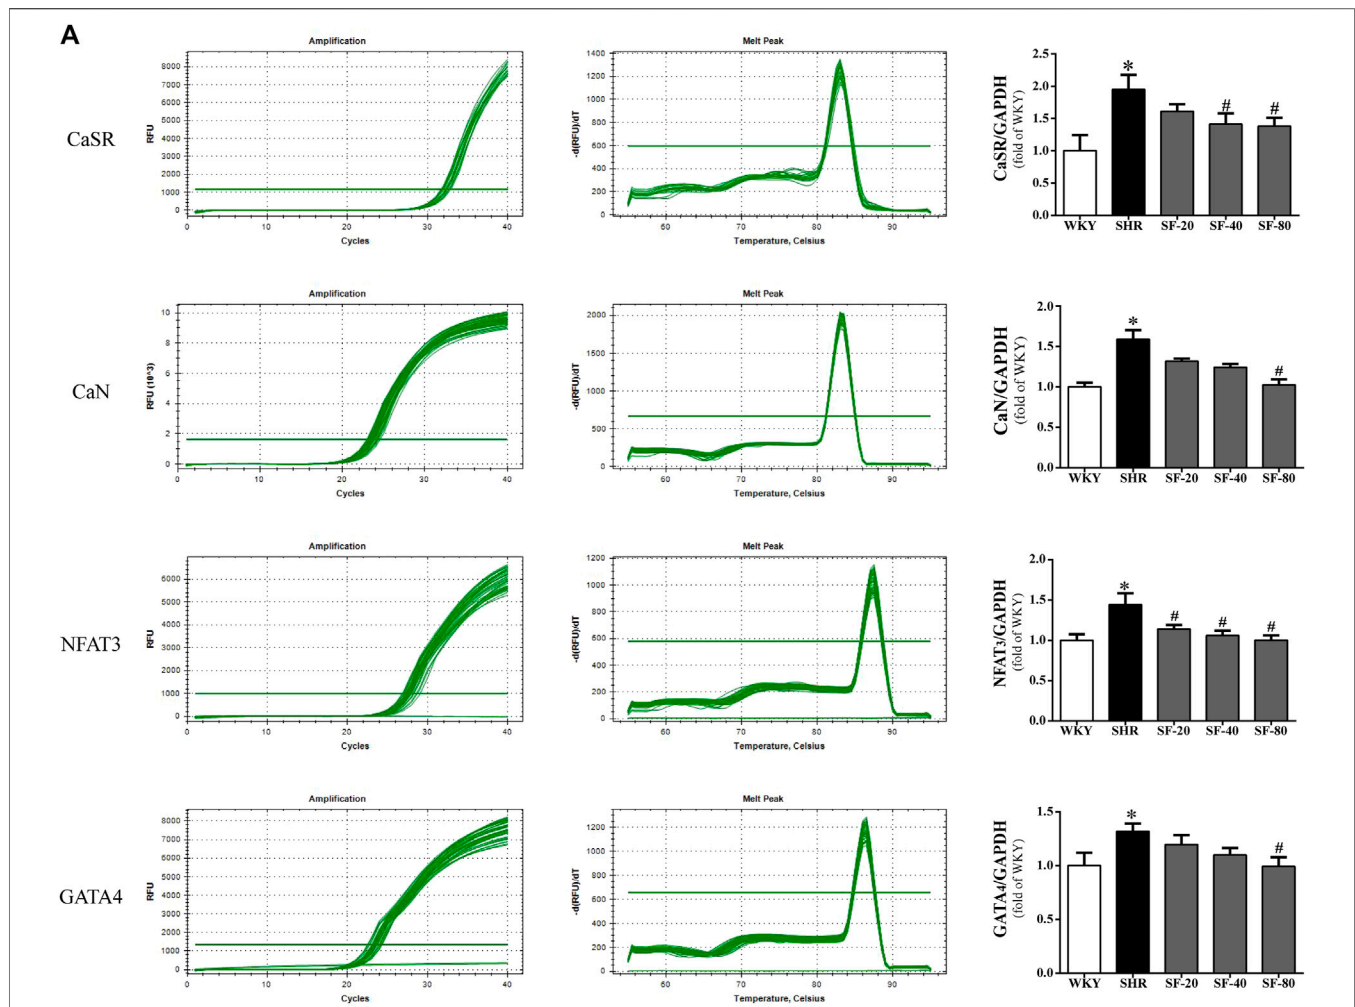 A
CaSR
Amplification
RFU
8000
7000
6000
5000
4000
3000
2000
1000
0
0 10 20 30 40
Cycles
Melt Peak
-d(RFU)/dT
1400
1200
1000
800
600
400
200
0
60 70 80 90
Temperature, Celsius
CaSR/GAPDH
(fold of WKY)
2.5
2.0
1.5
1.0
0.5
0.0
* # #
WKY SHR SF-20 SF-40 SF-80
CaN
Amplification
RFU (10^3)
10
8
6
4
2
0
0 10 20 30 40
Cycles
Melt Peak
-d(RFU)/dT
2000
1500
1000
500
0
60 70 80 90
Temperature, Celsius
CaN/GAPDH
(fold of WKY)
2.0
1.5
1.0
0.5
0.0
* #
WKY SHR SF-20 SF-40 SF-80
NFAT3
Amplification
RFU
6000
5000
4000
3000
2000
1000
0
0 10 20 30 40
Cycles
Melt Peak
-d(RFU)/dT
1200
1000
800
600
400
200
0
60 70 80 90
Temperature, Celsius
NFAT3/GAPDH
(fold of WKY)
2.0
1.5
1.0
0.5
0.0
* # # #
WKY SHR SF-20 SF-40 SF-80
GATA4
Amplification
RFU
8000
7000
6000
5000
4000
3000
2000
1000
0
0 10 20 30 40
Cycles
Melt Peak
-d(RFU)/dT
1200
1000
800
600
400
200
0
60 70 80 90
Temperature, Celsius
GATA4/GAPDH
(fold of WKY)
1.5
1.0
0.5
0.0
* #
WKY SHR SF-20 SF-40 SF-80